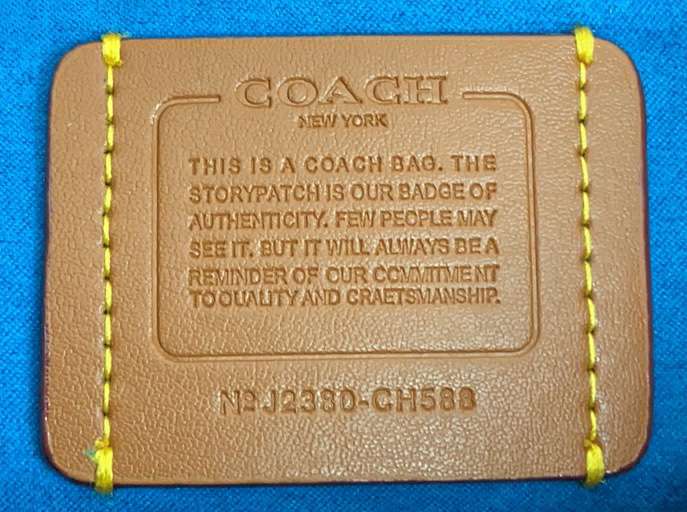 COACH
NEW YORK
THIS IS A COACH BAG. THE
STORYPATCH IS OUR BADGE OF
AUTHENTICITY. FEW PEOPLE MAY
SEE IT. BUT IT WILL ALWAYS BE A
REMINDER OF OUR COMMITMENT
TO QUALITY AND CRAETSMANSHIP.
Nº J2380-CH588